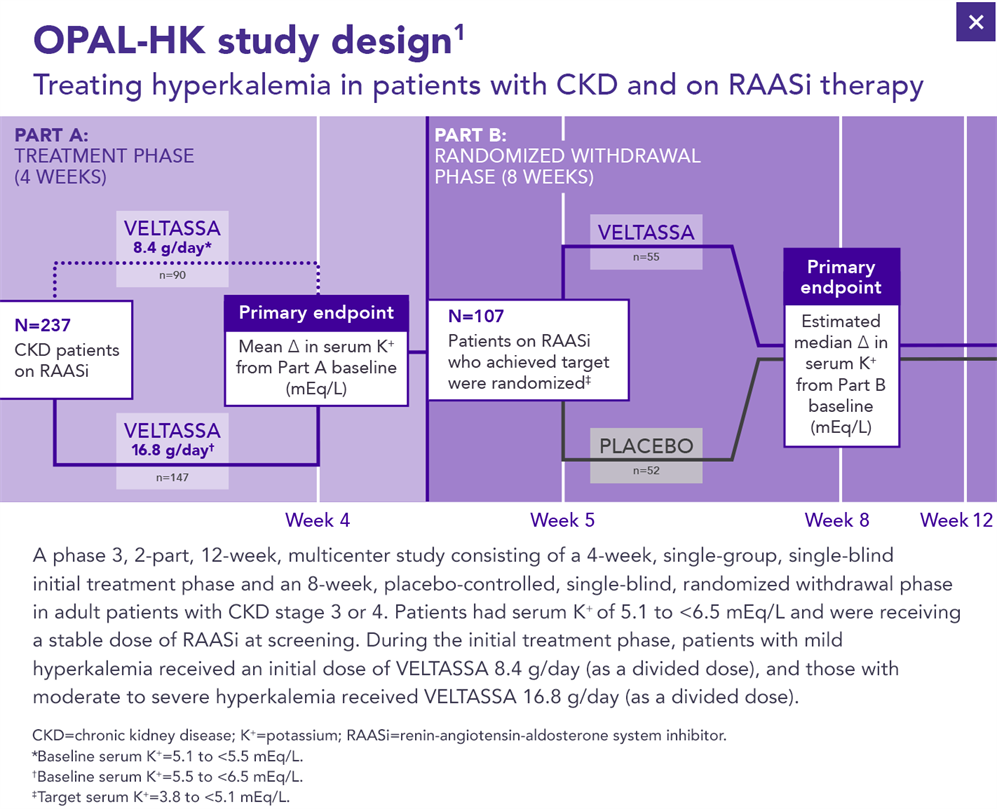 OPAL-HK study design¹
Treating hyperkalemia in patients with CKD and on RAASi therapy
PART A:
TREATMENT PHASE
(4 WEEKS)
VELTASSA
8.4 g/day*
n=90
N=237
CKD patients
on RAASi
VELTASSA
16.8 g/day†
n=147
Primary endpoint
Mean Δ in serum K⁺
from Part A baseline
(mEq/L)
PART B:
RANDOMIZED WITHDRAWAL
PHASE (8 WEEKS)
VELTASSA
n=55
N=107
Patients on RAASi
who achieved target
were randomized‡
PLACEBO
n=52
Primary
endpoint
Estimated
median Δ in
serum K⁺
from Part B
baseline
(mEq/L)
Week 4
Week 5
Week 8
Week 12
A phase 3, 2-part, 12-week, multicenter study consisting of a 4-week, single-group, single-blind
initial treatment phase and an 8-week, placebo-controlled, single-blind, randomized withdrawal phase
in adult patients with CKD stage 3 or 4. Patients had serum K⁺ of 5.1 to <6.5 mEq/L and were receiving
a stable dose of RAASi at screening. During the initial treatment phase, patients with mild
hyperkalemia received an initial dose of VELTASSA 8.4 g/day (as a divided dose), and those with
moderate to severe hyperkalemia received VELTASSA 16.8 g/day (as a divided dose).
CKD=chronic kidney disease; K⁺=potassium; RAASi=renin-angiotensin-aldosterone system inhibitor.
*Baseline serum K⁺=5.1 to <5.5 mEq/L.
†Baseline serum K⁺=5.5 to <6.5 mEq/L.
‡Target serum K⁺=3.8 to <5.1 mEq/L.